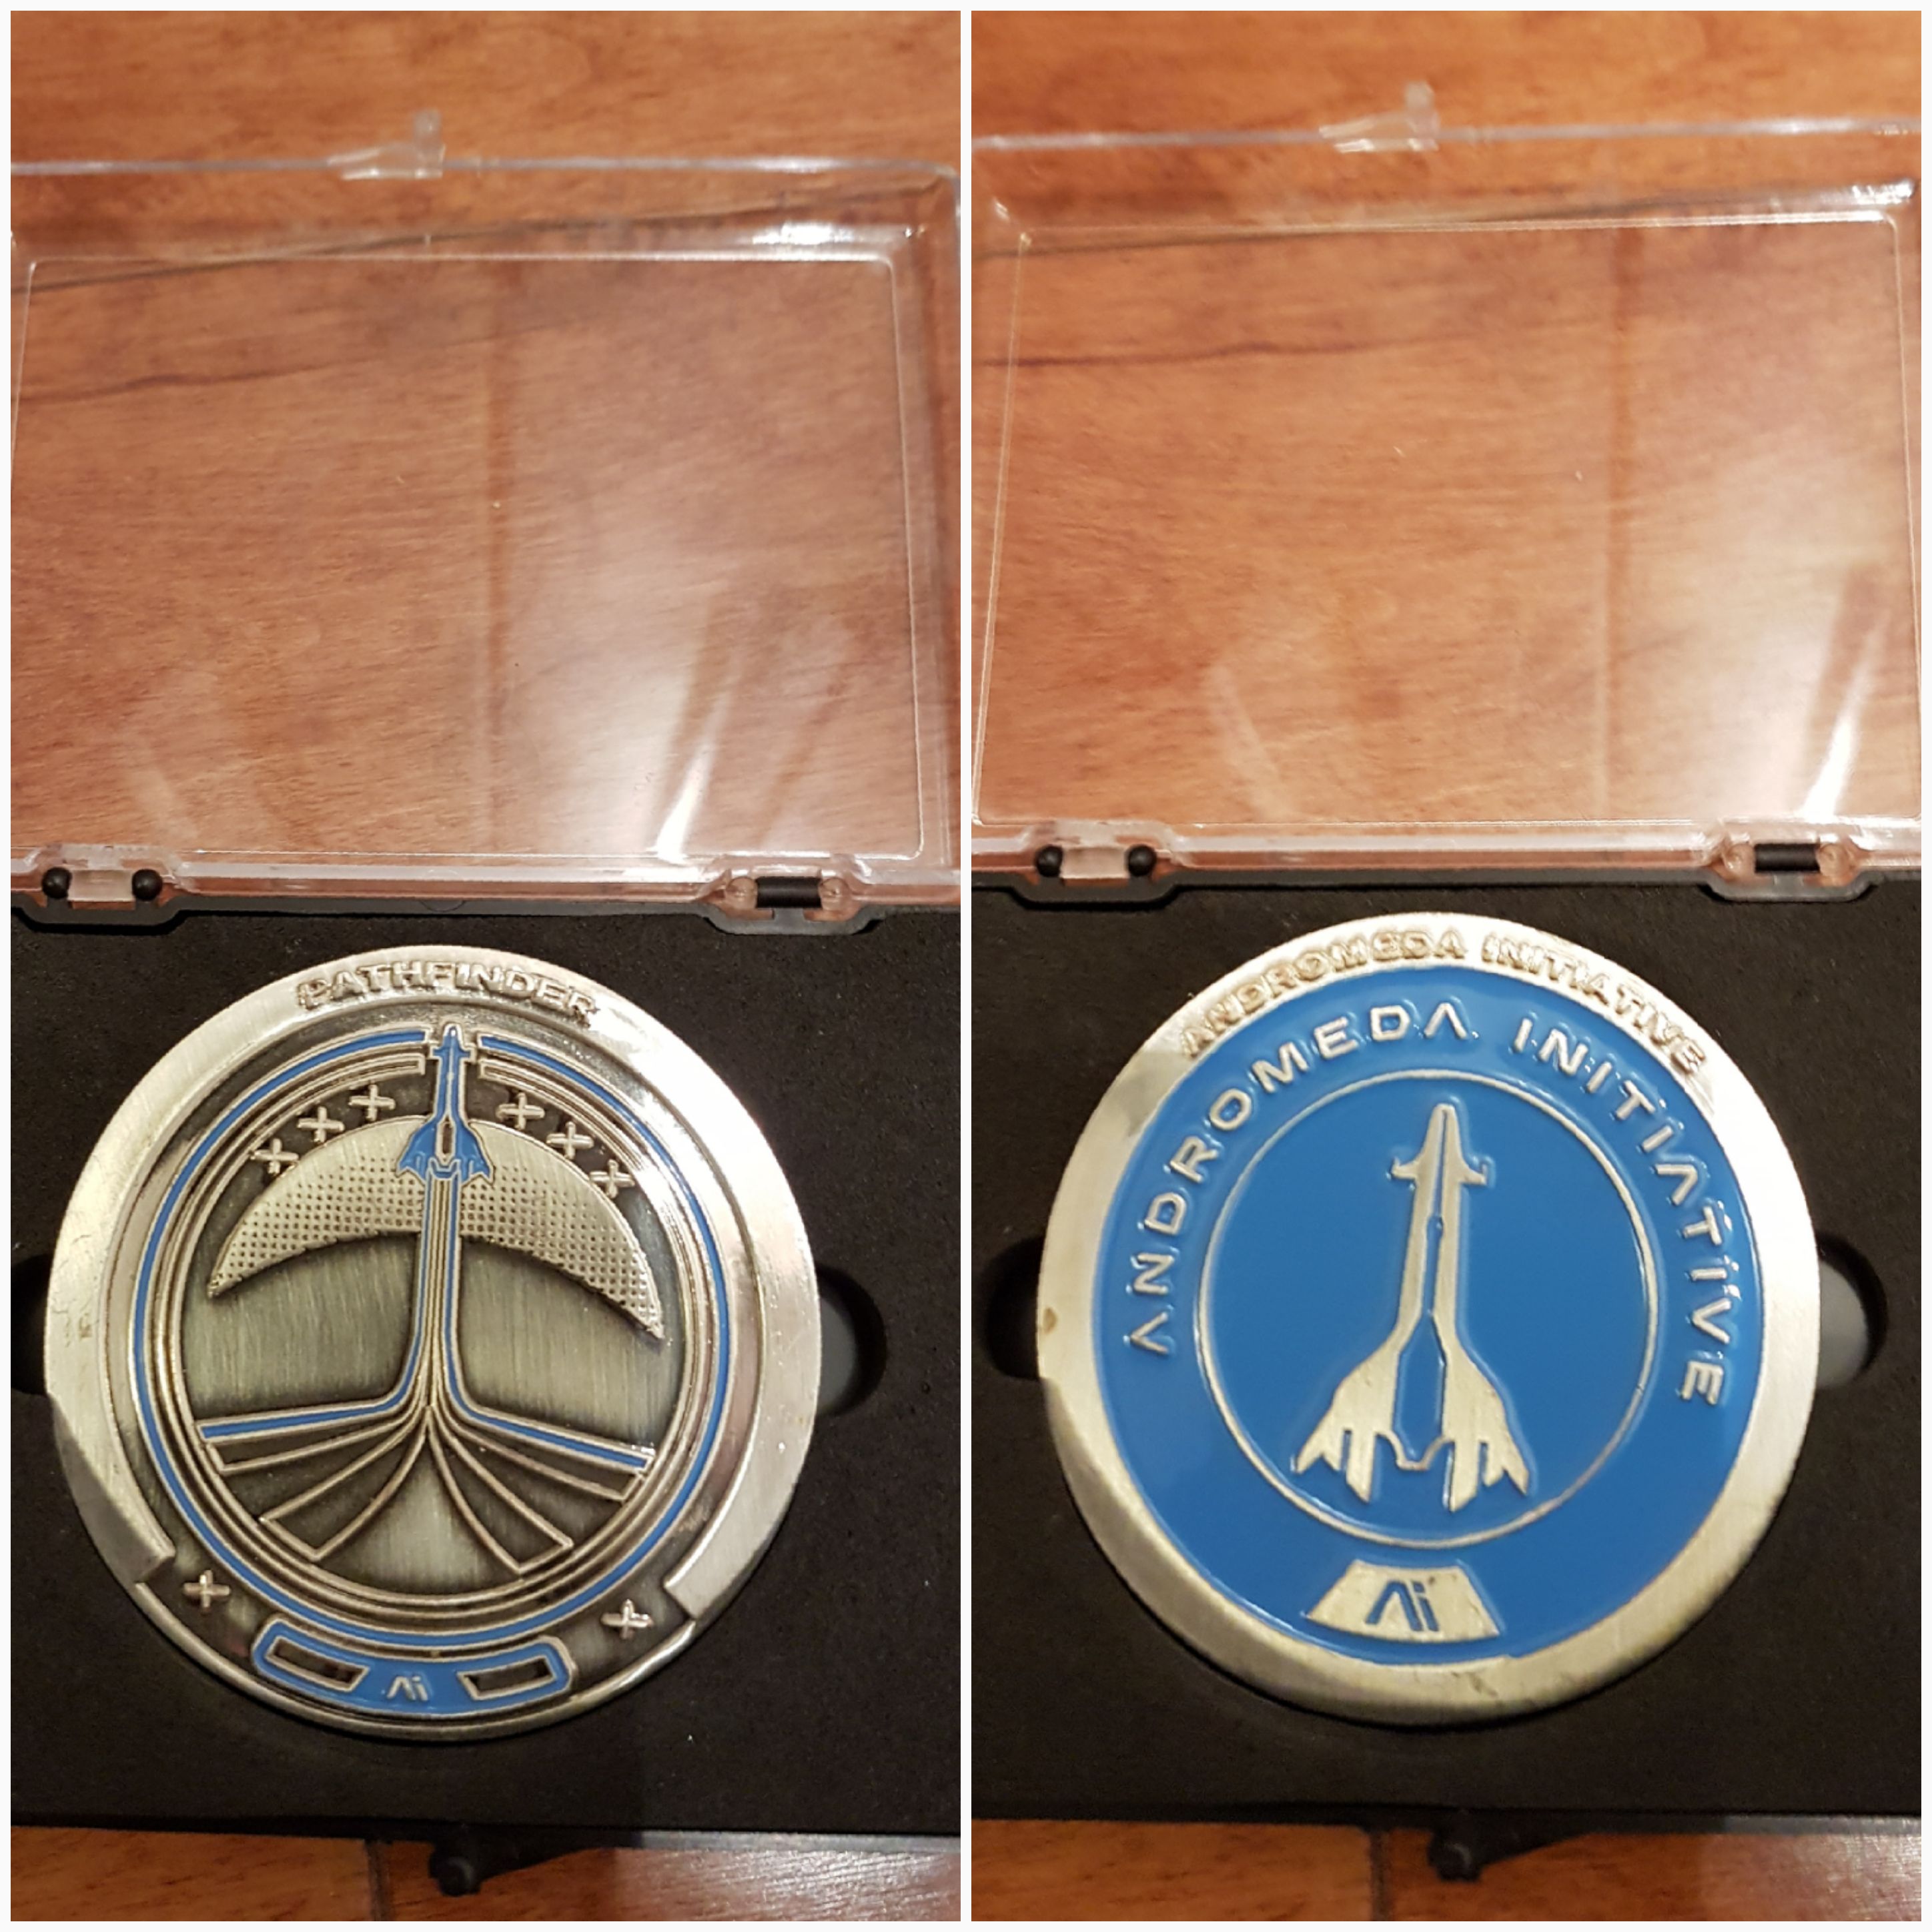 PATHFINDER
Ai
ANDROMEDA INITIATIVE
ANDROMEDA INITIATIVE
Ai